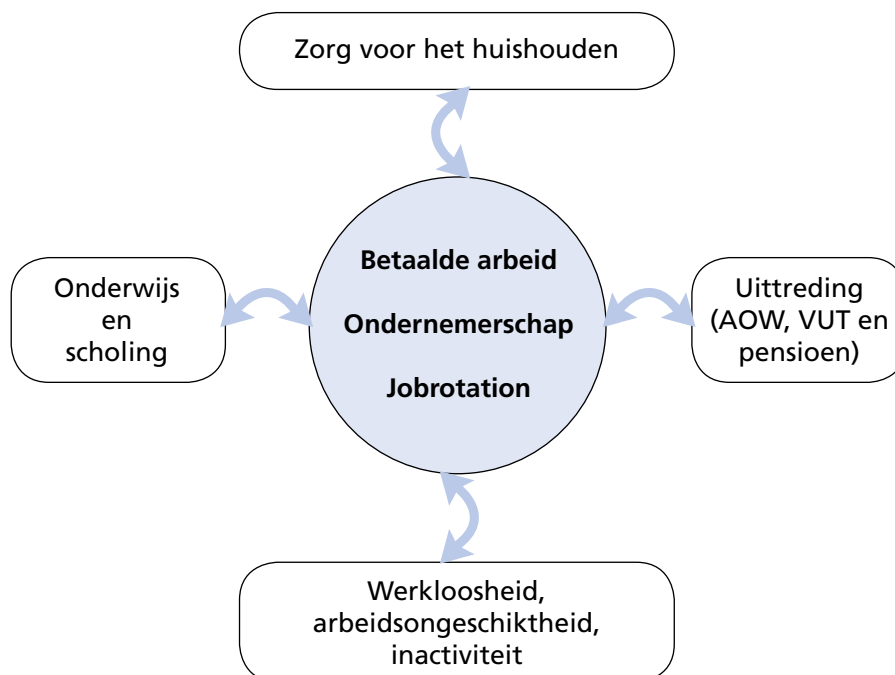 Zorg voor het huishouden
Onderwijs
en
scholing
Betaalde arbeid
Ondernemerschap
Jobrotation
Uittreding
(AOW, VUT en
pensioen)
Werkloosheid,
arbeidsongeschiktheid,
inactiviteit